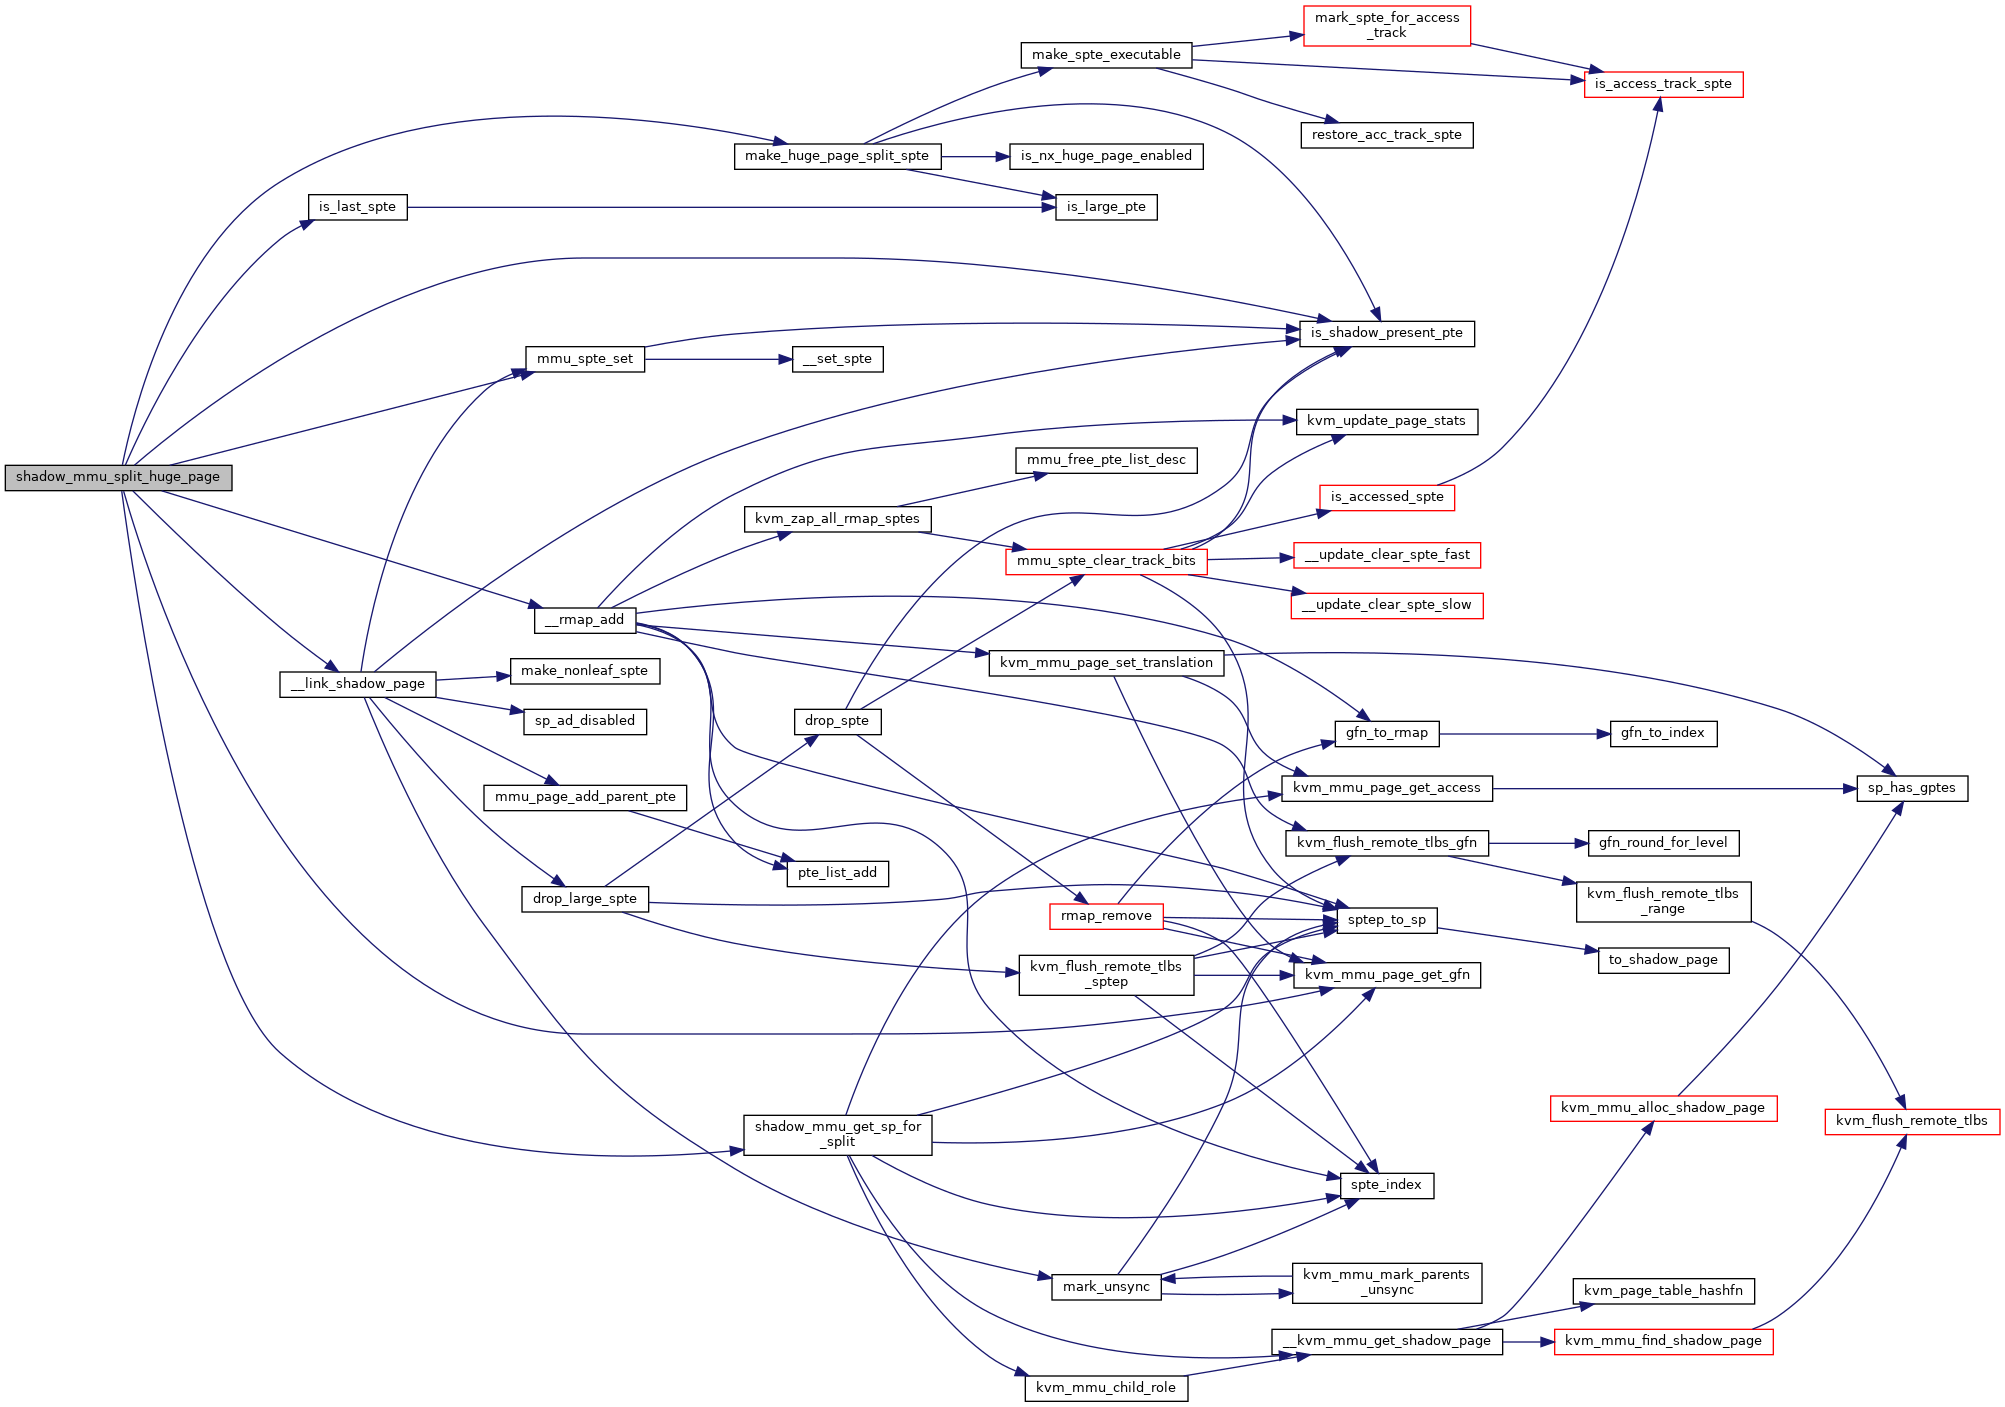 mark_spte_for_access
_track
make_spte_executable
is_access_track_spte
restore_acc_track_spte
make_huge_page_split_spte
is_nx_huge_page_enabled
is_last_spte
is_large_pte
is_shadow_present_pte
mmu_spte_set
__set_spte
kvm_update_page_stats
mmu_free_pte_list_desc
shadow_mmu_split_huge_page
is_accessed_spte
kvm_zap_all_rmap_sptes
mmu_spte_clear_track_bits
__update_clear_spte_fast
__update_clear_spte_slow
__rmap_add
kvm_mmu_page_set_translation
make_nonleaf_spte
__link_shadow_page
sp_ad_disabled
drop_spte
gfn_to_rmap
gfn_to_index
kvm_mmu_page_get_access
sp_has_gptes
mmu_page_add_parent_pte
kvm_flush_remote_tlbs_gfn
gfn_round_for_level
pte_list_add
drop_large_spte
kvm_flush_remote_tlbs
_range
rmap_remove
sptep_to_sp
to_shadow_page
kvm_flush_remote_tlbs
_sptep
kvm_mmu_page_get_gfn
kvm_mmu_alloc_shadow_page
kvm_flush_remote_tlbs
shadow_mmu_get_sp_for
_split
spte_index
mark_unsync
kvm_mmu_mark_parents
_unsync
kvm_page_table_hashfn
__kvm_mmu_get_shadow_page
kvm_mmu_find_shadow_page
kvm_mmu_child_role